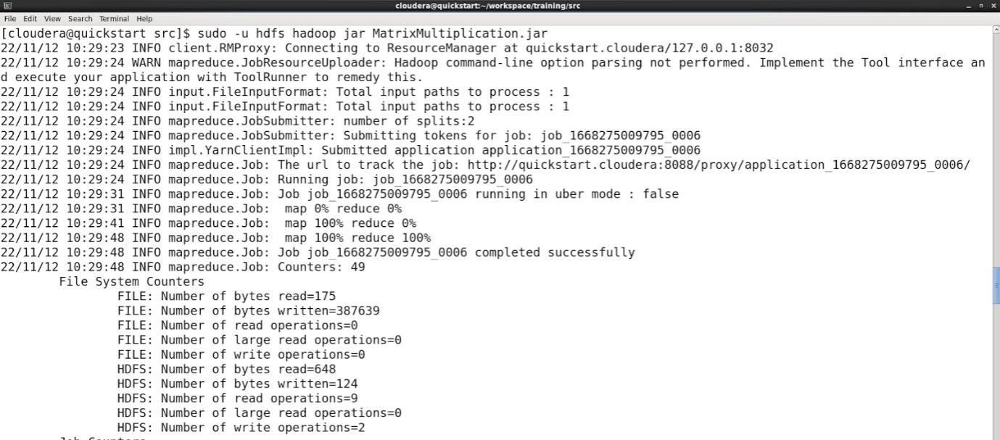 cloudera@quickstart:~/workspace/training/src
File Edit View Search Terminal Help
[cloudera@quickstart src]$ sudo -u hdfs hadoop jar MatrixMultiplication.jar
22/11/12 10:29:23 INFO client.RMProxy: Connecting to ResourceManager at quickstart.cloudera/127.0.0.1:8032
22/11/12 10:29:24 WARN mapreduce.JobResourceUploader: Hadoop command-line option parsing not performed. Implement the Tool interface an
d execute your application with ToolRunner to remedy this.
22/11/12 10:29:24 INFO input.FileInputFormat: Total input paths to process : 1
22/11/12 10:29:24 INFO input.FileInputFormat: Total input paths to process : 1
22/11/12 10:29:24 INFO mapreduce.JobSubmitter: number of splits:2
22/11/12 10:29:24 INFO mapreduce.JobSubmitter: Submitting tokens for job: job_1668275009795_0006
22/11/12 10:29:24 INFO impl.YarnClientImpl: Submitted application application_1668275009795_0006
22/11/12 10:29:24 INFO mapreduce.Job: The url to track the job: http://quickstart.cloudera:8088/proxy/application_1668275009795_0006/
22/11/12 10:29:24 INFO mapreduce.Job: Running job: job_1668275009795_0006
22/11/12 10:29:31 INFO mapreduce.Job: Job job_1668275009795_0006 running in uber mode : false
22/11/12 10:29:31 INFO mapreduce.Job:  map 0% reduce 0%
22/11/12 10:29:41 INFO mapreduce.Job:  map 100% reduce 0%
22/11/12 10:29:48 INFO mapreduce.Job:  map 100% reduce 100%
22/11/12 10:29:48 INFO mapreduce.Job: Job job_1668275009795_0006 completed successfully
22/11/12 10:29:48 INFO mapreduce.Job: Counters: 49
File System Counters
FILE: Number of bytes read=175
FILE: Number of bytes written=387639
FILE: Number of read operations=0
FILE: Number of large read operations=0
FILE: Number of write operations=0
HDFS: Number of bytes read=648
HDFS: Number of bytes written=124
HDFS: Number of read operations=9
HDFS: Number of large read operations=0
HDFS: Number of write operations=2